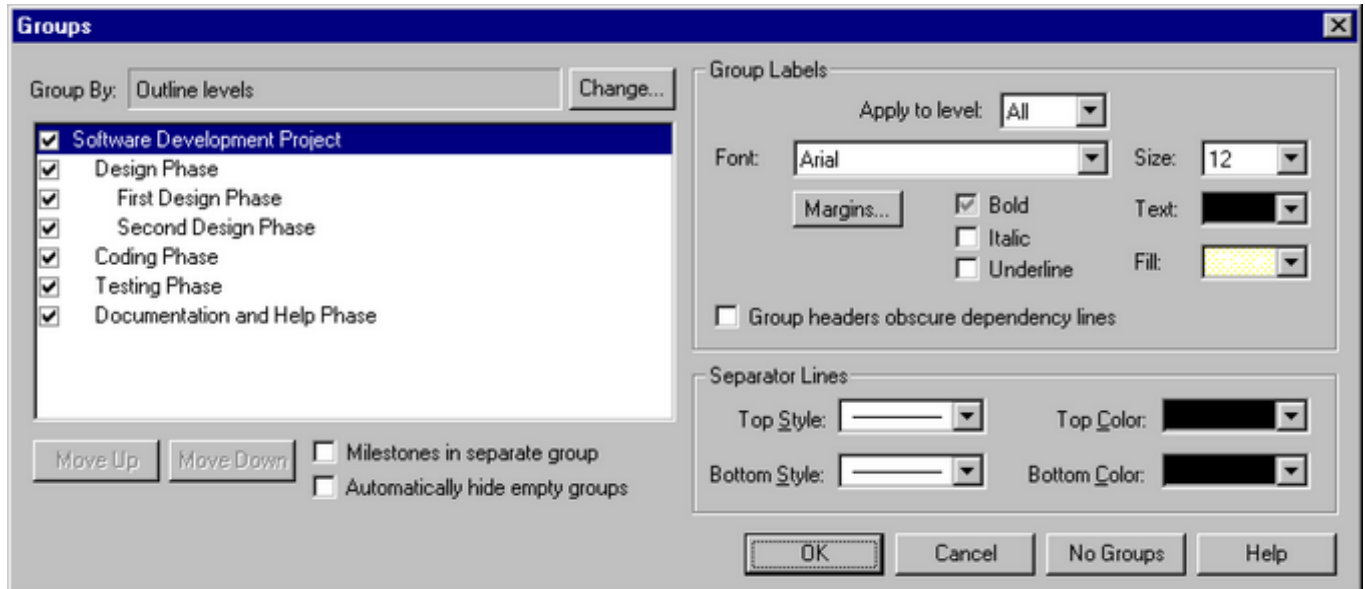 Groups
Group By: Outline levels Change...
Software Development Project
Design Phase
First Design Phase
Second Design Phase
Coding Phase
Testing Phase
Documentation and Help Phase
Move Up Move Down
Milestones in separate group
Automatically hide empty groups
Group Labels
Apply to level: All
Font: Arial Size: 12
Margins... Bold Text:
Italic
Underline Fill:
Group headers obscure dependency lines
Separator Lines
Top Style: Top Color:
Bottom Style: Bottom Color:
OK Cancel No Groups Help